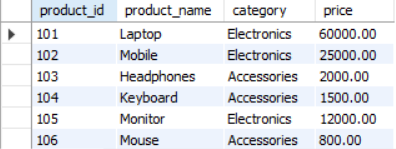 product_id product_name category price
101 Laptop Electronics 60000.00
102 Mobile Electronics 25000.00
103 Headphones Accessories 2000.00
104 Keyboard Accessories 1500.00
105 Monitor Electronics 12000.00
106 Mouse Accessories 800.00